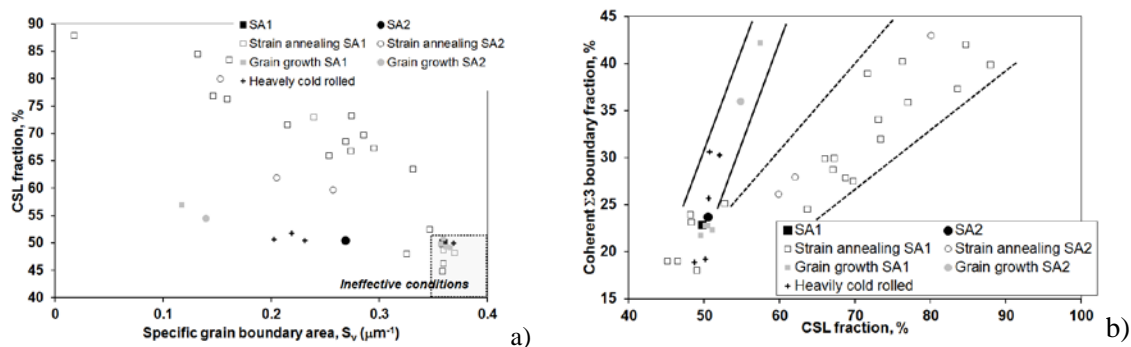 90
85
80
75
70
65
60
55
50
45
40
CSL fraction, %
SA1
SA2
Strain annealing SA1
Strain annealing SA2
Grain growth SA1
Grain growth SA2
Heavily cold rolled
Ineffective conditions
0 0.1 0.2 0.3 0.4
Specific grain boundary area, Sv (μm-1)
a)
45
40
35
30
25
20
15
Coherent Σ3 boundary fraction, %
SA1
SA2
Strain annealing SA1
Strain annealing SA2
Grain growth SA1
Grain growth SA2
Heavily cold rolled
40 50 60 70 80 90 100
CSL fraction, %
b)